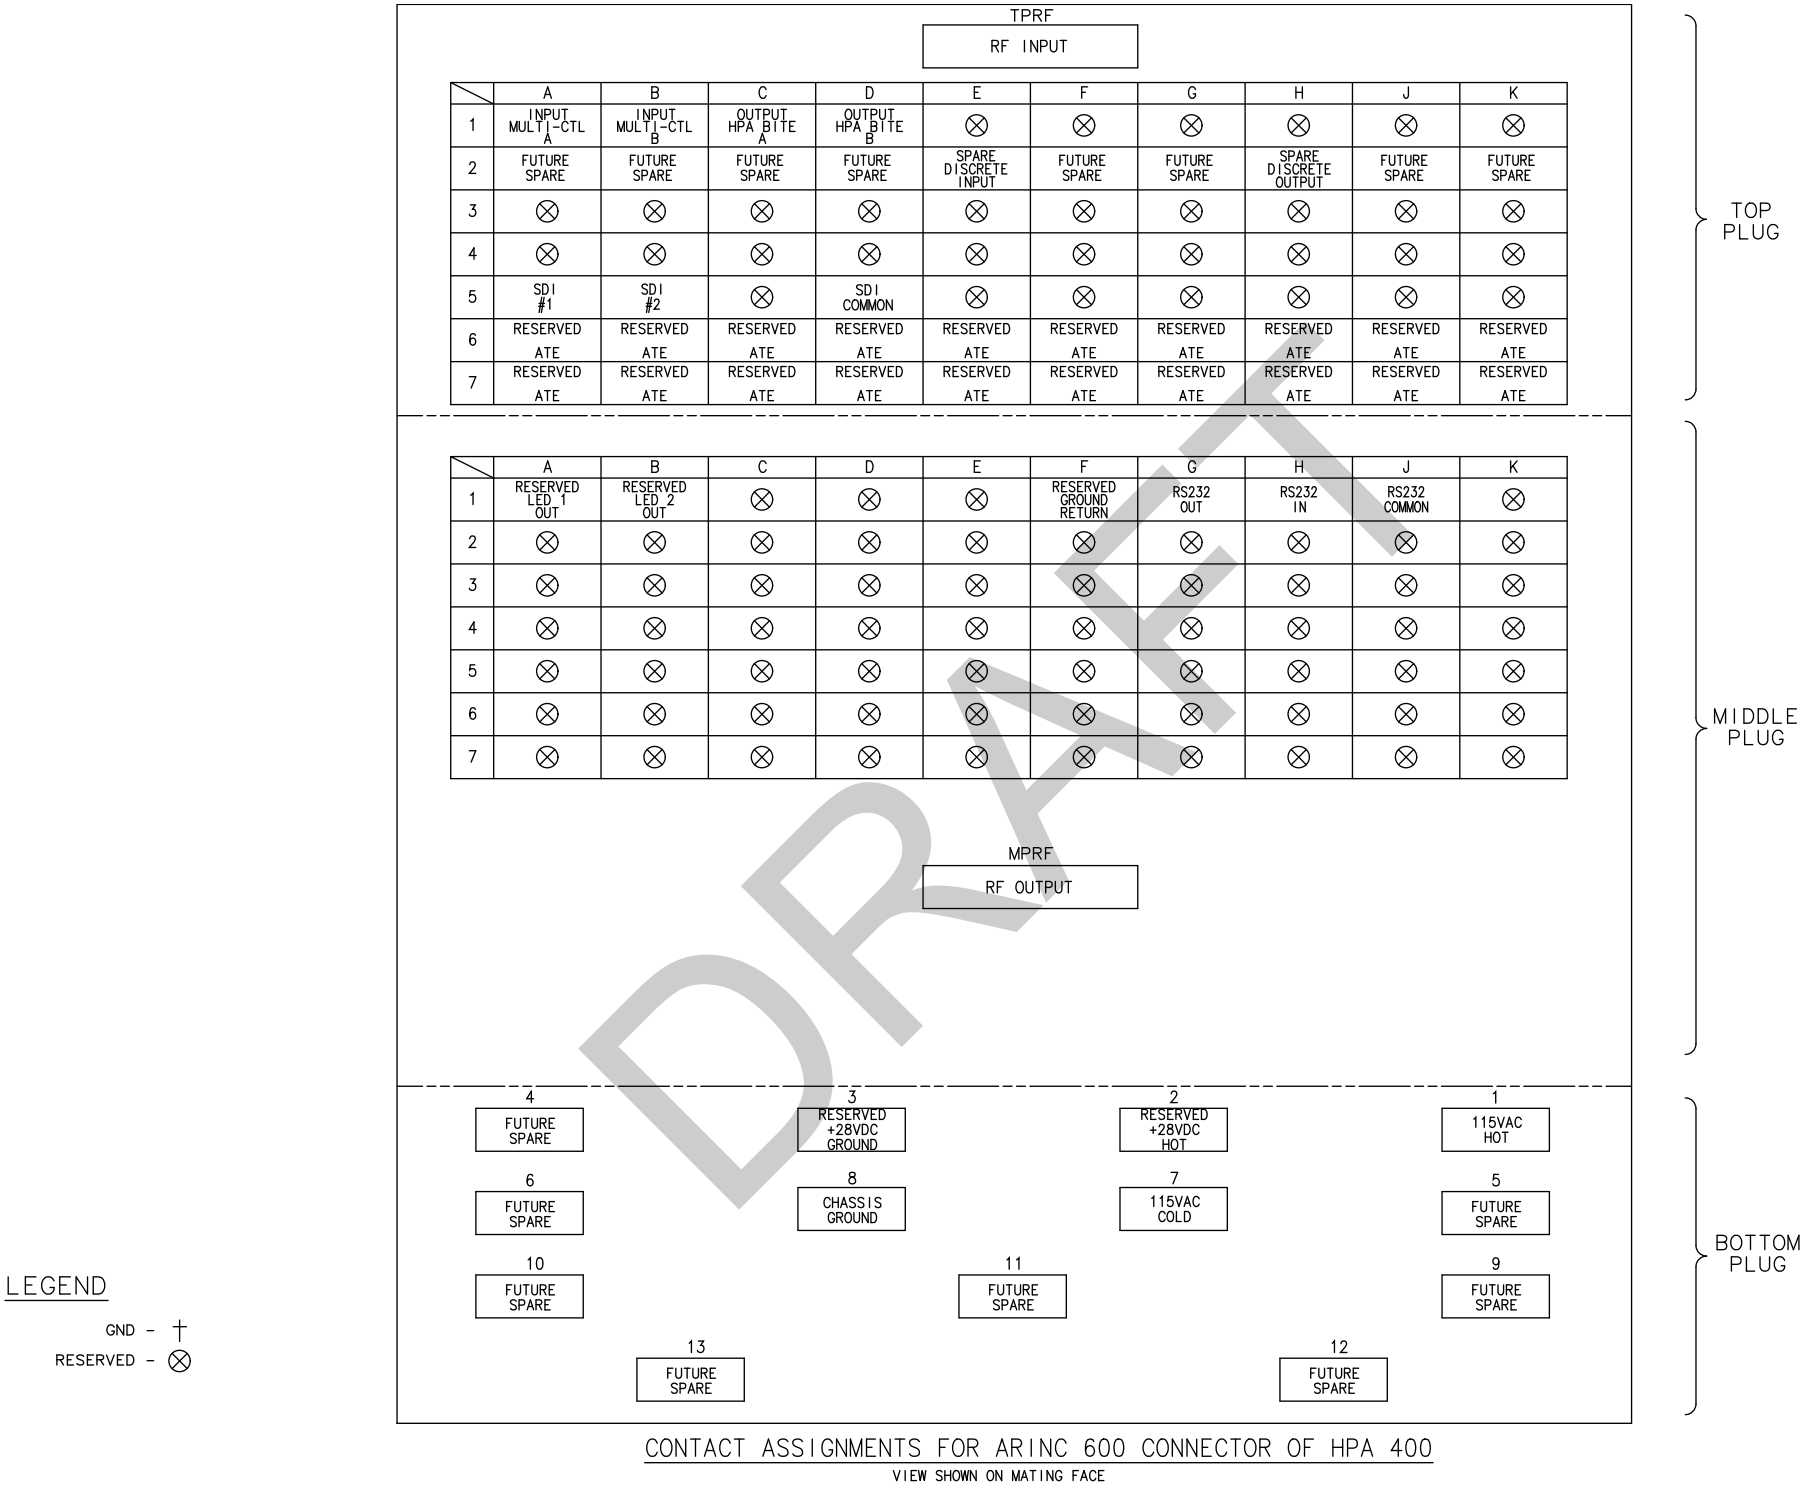 TPRF
RF INPUT
A B C D E F G H J K
1
INPUT MULTI-CTL A
INPUT MULTI-CTL B
OUTPUT HPA BITE A
OUTPUT HPA BITE B
2
FUTURE SPARE
FUTURE SPARE
FUTURE SPARE
FUTURE SPARE
SPARE DISCRETE INPUT
FUTURE SPARE
FUTURE SPARE
SPARE DISCRETE OUTPUT
FUTURE SPARE
FUTURE SPARE
3
4
5
SDI #1
SDI #2
SDI COMMON
6
RESERVED ATE
RESERVED ATE
RESERVED ATE
RESERVED ATE
RESERVED ATE
RESERVED ATE
RESERVED ATE
RESERVED ATE
RESERVED ATE
RESERVED ATE
7
RESERVED ATE
RESERVED ATE
RESERVED ATE
RESERVED ATE
RESERVED ATE
RESERVED ATE
RESERVED ATE
RESERVED ATE
RESERVED ATE
RESERVED ATE
TOP
PLUG
A B C D E F G H J K
1
RESERVED LED 1 OUT
RESERVED LED 2 OUT
RESERVED GROUND RETURN
RS232 OUT
RS232 IN
RS232 COMMON
2
3
4
5
6
7
MIDDLE
PLUG
MPRF
RF OUTPUT
DRAFT
4
FUTURE
SPARE
3
RESERVED
+28VDC
GROUND
2
RESERVED
+28VDC
HOT
1
115VAC
HOT
6
FUTURE
SPARE
8
CHASSIS
GROUND
7
115VAC
COLD
5
FUTURE
SPARE
10
FUTURE
SPARE
11
FUTURE
SPARE
9
FUTURE
SPARE
13
FUTURE
SPARE
12
FUTURE
SPARE
BOTTOM
PLUG
LEGEND
GND - †
RESERVED - ⊗
CONTACT ASSIGNMENTS FOR ARINC 600 CONNECTOR OF HPA 400
VIEW SHOWN ON MATING FACE